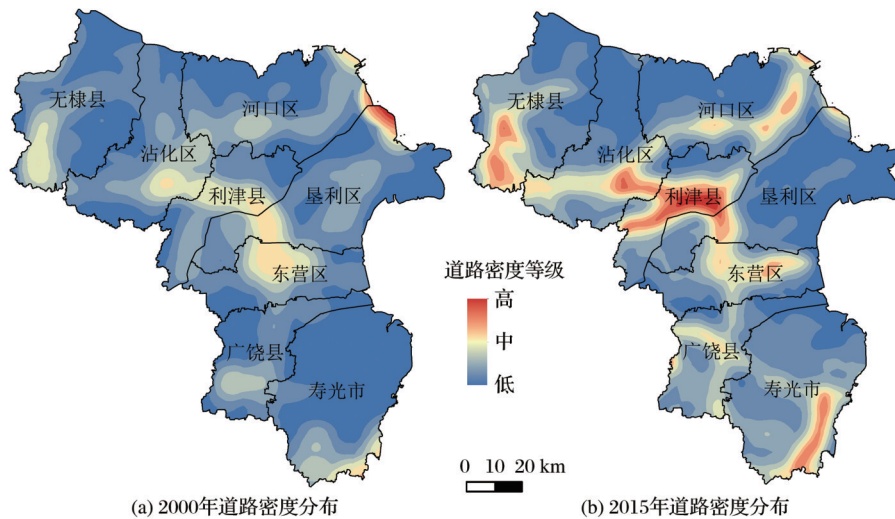 无棣县
河口区
沾化区
利津县
垦利区
东营区
广饶县
寿光市
无棣县
河口区
沾化区
利津县
垦利区
东营区
广饶县
寿光市
道路密度等级
高
中
低
0 10 20 km
(a) 2000年道路密度分布
(b) 2015年道路密度分布